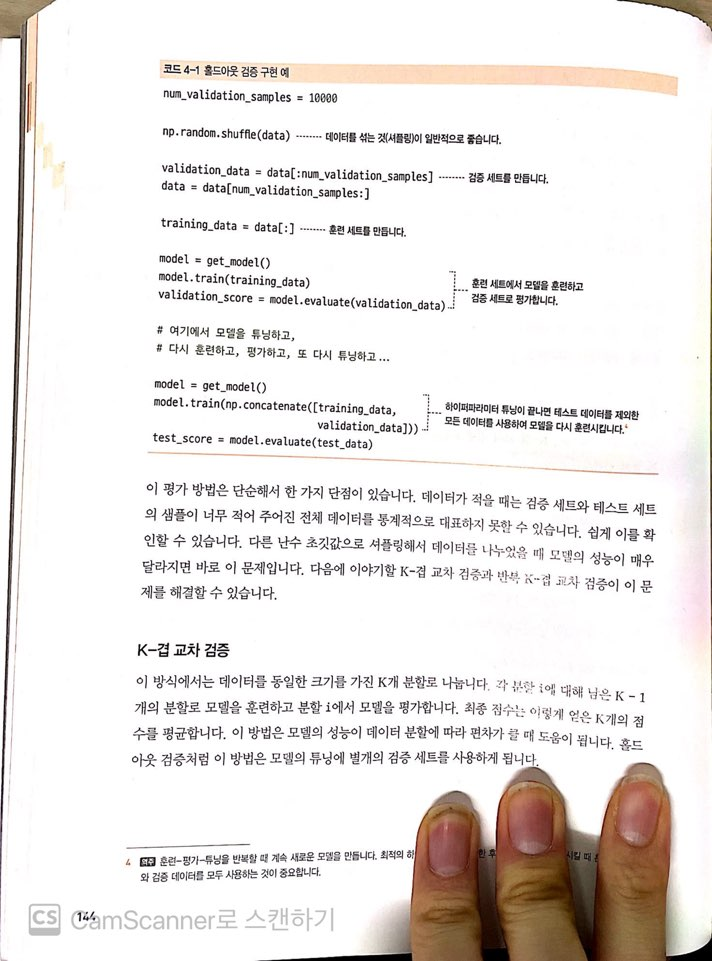 코드 4-1 홀드아웃 검증 구현 예
num_validation_samples = 10000
np.random.shuffle(data) -------- 데이터를 섞는 것(셔플링)이 일반적으로 좋습니다.
validation_data = data[:num_validation_samples] -------- 검증 세트를 만듭니다.
data = data[num_validation_samples:]
training_data = data[:] -------- 훈련 세트를 만듭니다.
model = get_model()
model.train(training_data)
validation_score = model.evaluate(validation_data)
훈련 세트에서 모델을 훈련하고
검증 세트로 평가합니다.
# 여기에서 모델을 튜닝하고,
# 다시 훈련하고, 평가하고, 또 다시 튜닝하고...
model = get_model()
model.train(np.concatenate([training_data,
validation_data]))
test_score = model.evaluate(test_data)
하이퍼파라미터 튜닝이 끝나면 테스트 데이터를 제외한
모든 데이터를 사용하여 모델을 다시 훈련시킵니다.4
이 평가 방법은 단순해서 한 가지 단점이 있습니다. 데이터가 적을 때는 검증 세트와 테스트 세트
의 샘플이 너무 적어 주어진 전체 데이터를 통계적으로 대표하지 못할 수 있습니다. 쉽게 이를 확
인할 수 있습니다. 다른 난수 초깃값으로 셔플링해서 데이터를 나누었을 때 모델의 성능이 매우
달라지면 바로 이 문제입니다. 다음에 이야기할 K-겹 교차 검증과 반복 K-겹 교차 검증이 이 문
제를 해결할 수 있습니다.
K-겹 교차 검증
이 방식에서는 데이터를 동일한 크기를 가진 K개 분할로 나눕니다. 각 분할 i에 대해 남은 K - 1
개의 분할로 모델을 훈련하고 분할 i에서 모델을 평가합니다. 최종 점수는 이렇게 얻은 K개의 점
수를 평균합니다. 이 방법은 모델의 성능이 데이터 분할에 따라 편차가 클 때 도움이 됩니다. 홀드
아웃 검증처럼 이 방법은 모델의 튜닝에 별개의 검증 세트를 사용하게 됩니다.
4 역주 훈련-평가-튜닝을 반복할 때 계속 새로운 모델을 만듭니다. 최적의 한 후 시킬 때
와 검증 데이터를 모두 사용하는 것이 중요합니다.
144
CS CamScanner로 스캔하기